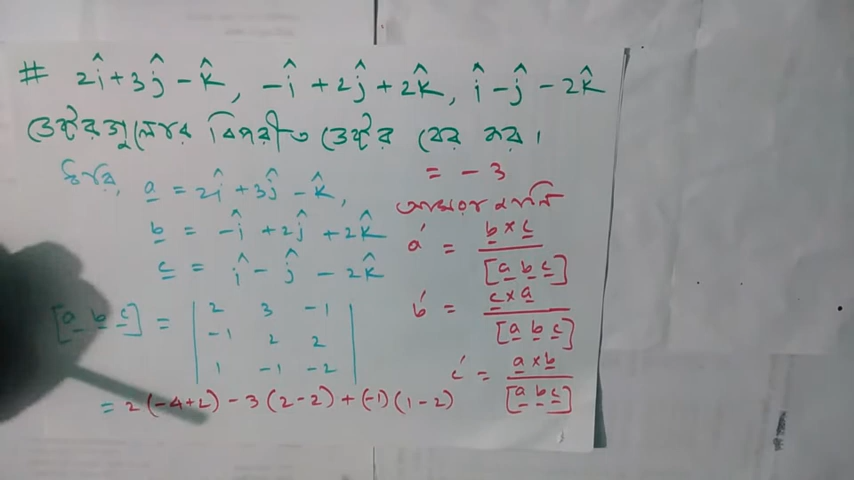 # 2î + 3ĵ - k̂, -î + 2ĵ + 2k̂, î - ĵ - 2k̂
ভেক্টরগুলোর বিপরীত ভেক্টর বের কর।
ধরি, a̲ = 2î + 3ĵ - k̂,
b̲ = -î + 2ĵ + 2k̂
c̲ = î - ĵ - 2k̂
[a̲ b̲ c̲] = | 2 3 -1 |
| -1 2 2 |
| 1 -1 -2 |
= 2(-4+2) - 3(2-2) + (-1)(1-2)
= -3
আমরা জানি
a' = b̲ × c̲ / [a̲ b̲ c̲]
b' = c̲ × a̲ / [a̲ b̲ c̲]
c' = a̲ × b̲ / [a̲ b̲ c̲]